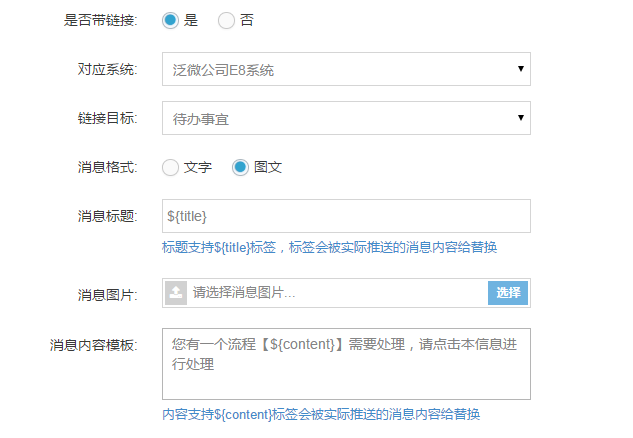 是否带链接: 是 否
对应系统: 泛微公司E8系统
链接目标: 待办事宜
消息格式: 文字 图文
消息标题: ${title}
标题支持${title}标签，标签会被实际推送的消息内容给替换
消息图片: 请选择消息图片... 选择
消息内容模板: 您有一个流程【${content}】需要处理，请点击本信息进
行处理
内容支持${content}标签会被实际推送的消息内容给替换